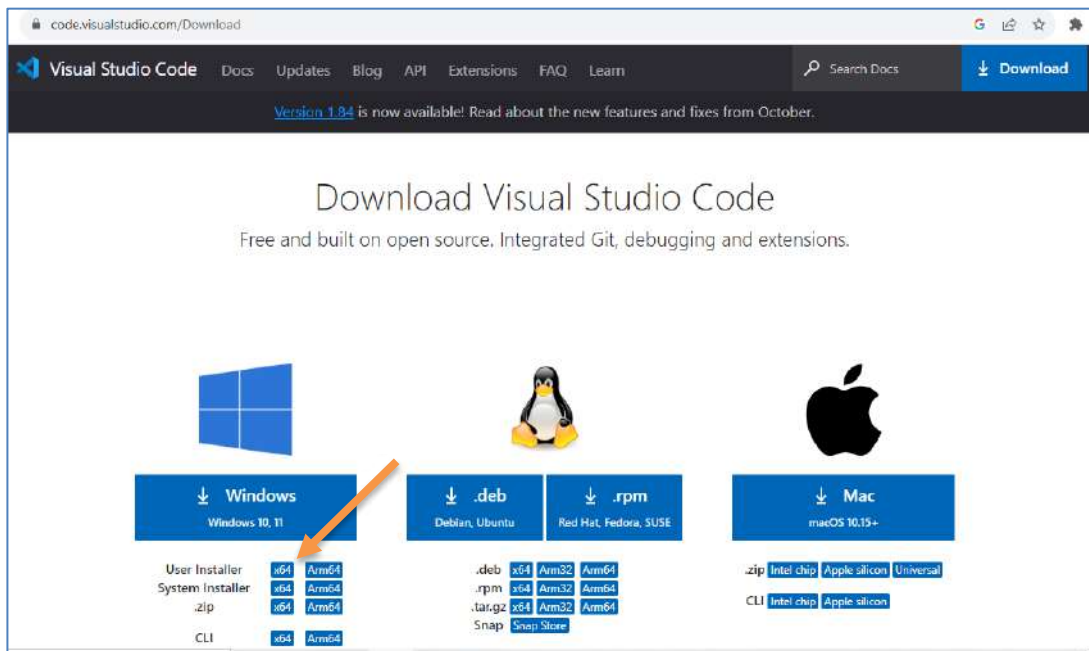 code.visualstudio.com/Download
Visual Studio Code Docs Updates Blog API Extensions FAQ Learn Search Docs Download
Version 1.84 is now available! Read about the new features and fixes from October.
Download Visual Studio Code
Free and built on open source. Integrated Git, debugging and extensions.
Windows
Windows 10, 11
User Installer x64 Arm64
System Installer x64 Arm64
.zip x64 Arm64
CLI x64 Arm64
.deb
Debian, Ubuntu
.rpm
Red Hat, Fedora, SUSE
.deb x64 Arm32 Arm64
.rpm x64 Arm32 Arm64
.tar.gz x64 Arm32 Arm64
Snap Snap Store
Mac
macOS 10.15+
.zip Intel chip Apple silicon Universal
CLI Intel chip Apple silicon